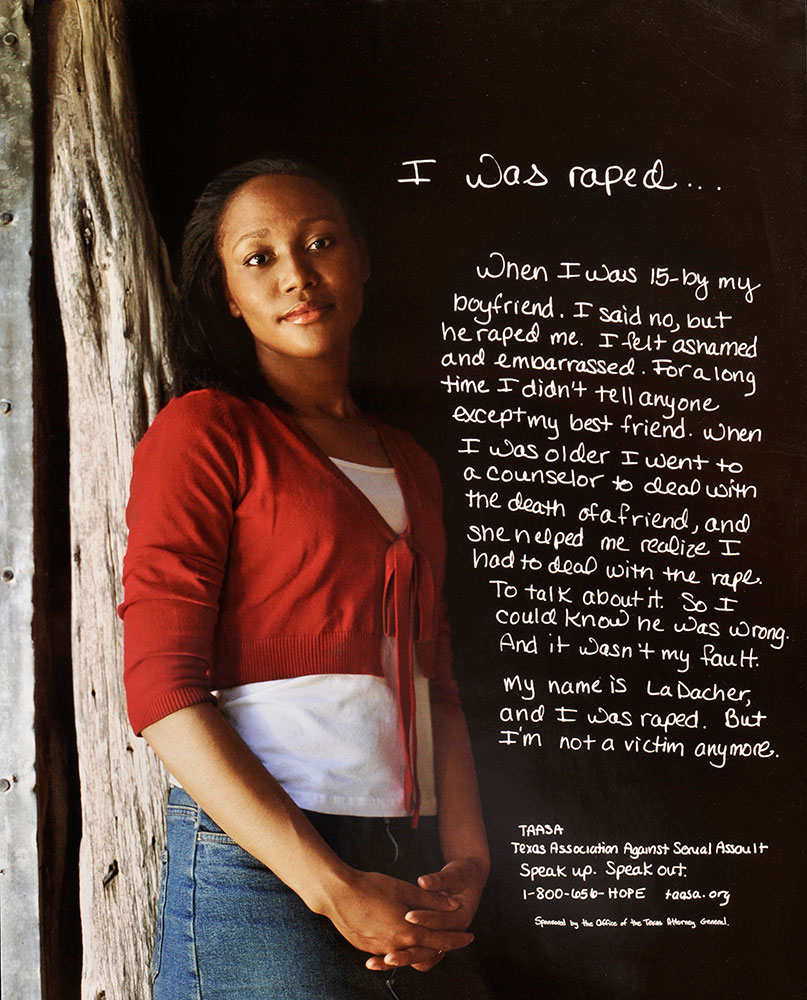 I was raped...
When I was 15-by my
boyfriend. I said no, but
he raped me. I felt ashamed
and embarrassed. For a long
time I didn't tell anyone
except my best friend. When
I was older I went to
a counselor to deal with
the death of a friend, and
she helped me realize I
had to deal with the rape.
To talk about it. So I
could know he was wrong.
And it wasn't my fault.
My name is LaDacher,
and I was raped. But
I'm not a victim anymore.
TAASA
Texas Association Against Sexual Assault
Speak up. Speak out.
1-800-656-HOPE taasa.org
Sponsored by the Office of the Texas Attorney General.